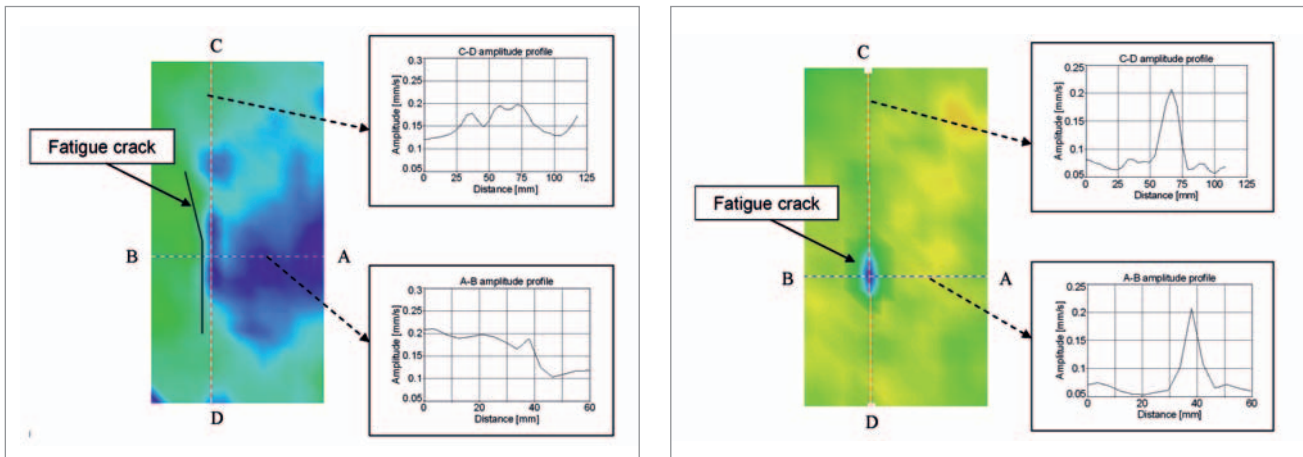 C
Fatigue crack
B
A
D
C-D amplitude profile
Amplitude [mm/s]
0.3
0.25
0.2
0.15
0.1
0.05
0 25 50 75 100 125
Distance [mm]
A-B amplitude profile
Amplitude [mm/s]
0.3
0.25
0.2
0.15
0.1
0.05
0 20 40 60
Distance [mm]
C
Fatigue crack
B
A
D
C-D amplitude profile
Amplitude [mm/s]
0.25
0.2
0.15
0.1
0.05
0 25 50 75 100 125
Distance [mm]
A-B amplitude profile
Amplitude [mm/s]
0.25
0.2
0.15
0.1
0.05
0 20 40 60
Distance [mm]